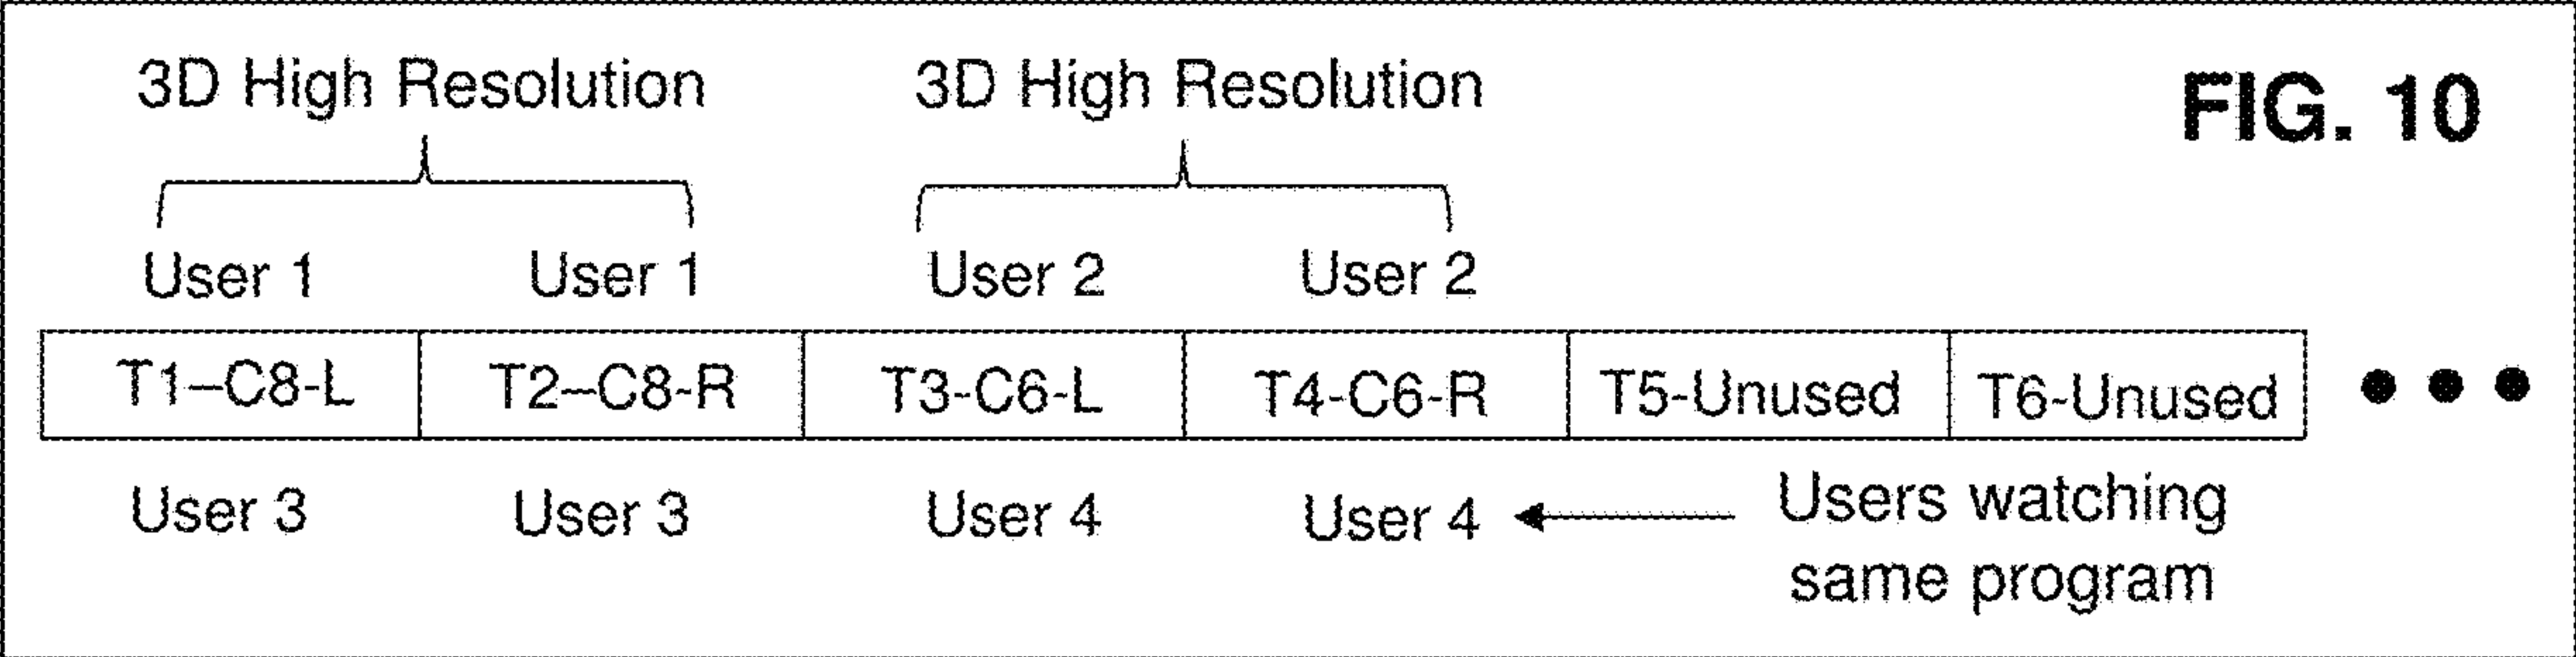 3D High Resolution 3D High Resolution FIG. 10
User 1 User 1 User 2 User 2
T1–C8-L T2–C8-R T3-C6-L T4-C6-R T5-Unused T6-Unused
User 3 User 3 User 4 User 4 Users watching
same program